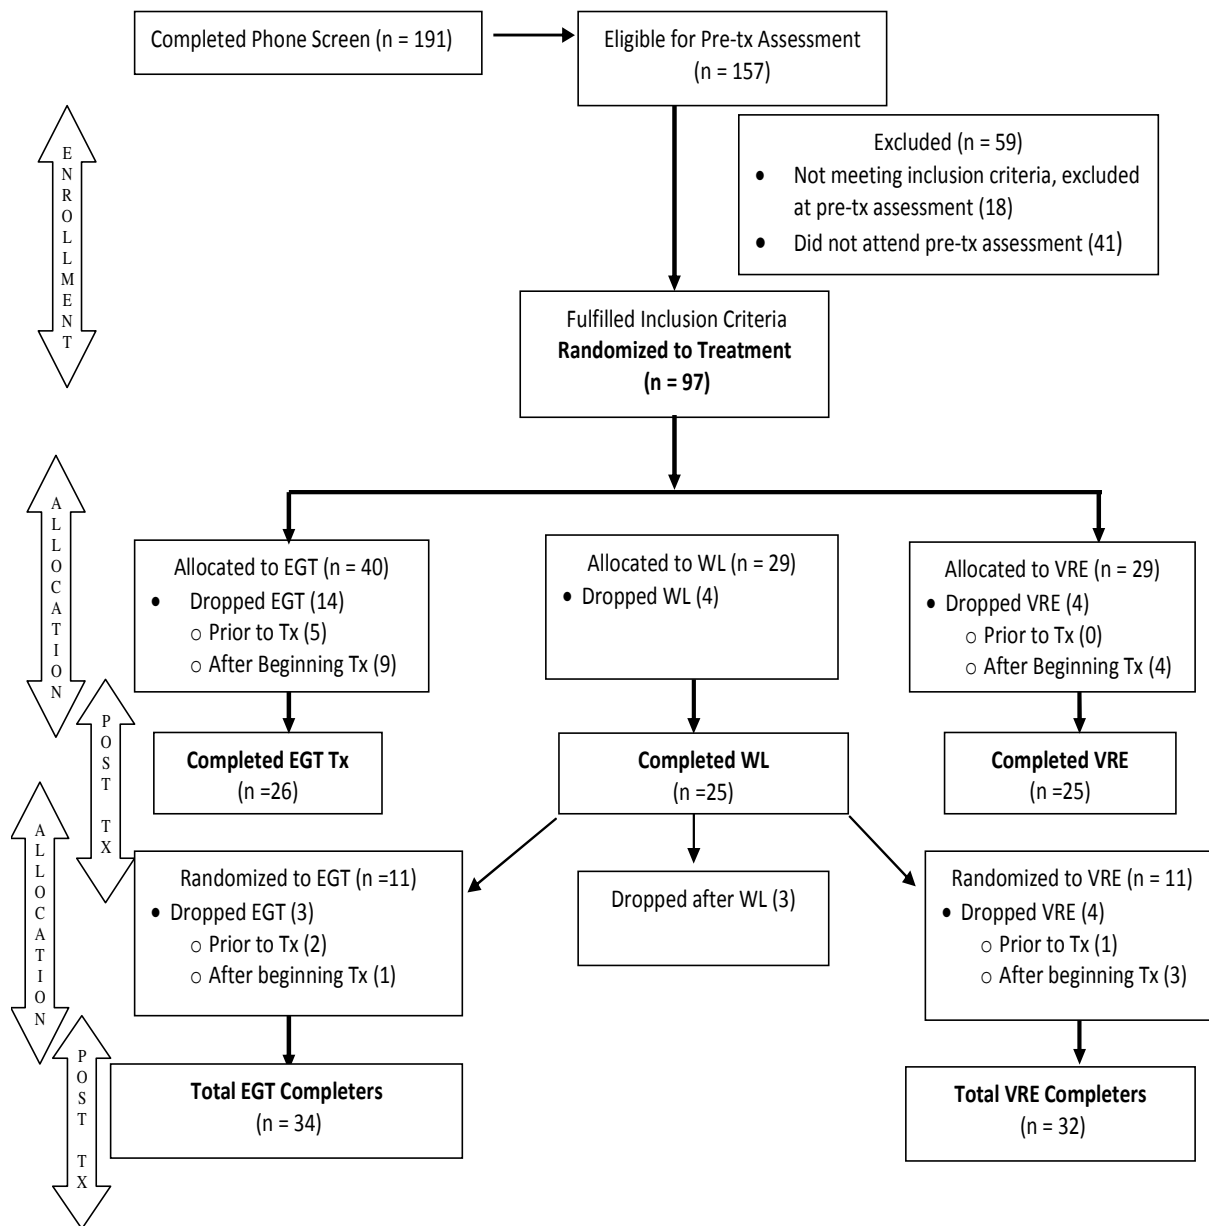 Completed Phone Screen (n = 191)
Eligible for Pre-tx Assessment
(n = 157)
ENROLLMENT
Excluded (n = 59)
• Not meeting inclusion criteria, excluded
at pre-tx assessment (18)
• Did not attend pre-tx assessment (41)
Fulfilled Inclusion Criteria
Randomized to Treatment
(n = 97)
ALLOCATION
Allocated to EGT (n = 40)
• Dropped EGT (14)
○ Prior to Tx (5)
○ After Beginning Tx (9)
Allocated to WL (n = 29)
• Dropped WL (4)
Allocated to VRE (n = 29)
• Dropped VRE (4)
○ Prior to Tx (0)
○ After Beginning Tx (4)
POST TX
Completed EGT Tx
(n =26)
Completed WL
(n =25)
Completed VRE
(n =25)
ALLOCATION
Randomized to EGT (n =11)
• Dropped EGT (3)
○ Prior to Tx (2)
○ After beginning Tx (1)
Dropped after WL (3)
Randomized to VRE (n = 11)
• Dropped VRE (4)
○ Prior to Tx (1)
○ After beginning Tx (3)
POST TX
Total EGT Completers
(n = 34)
Total VRE Completers
(n = 32)